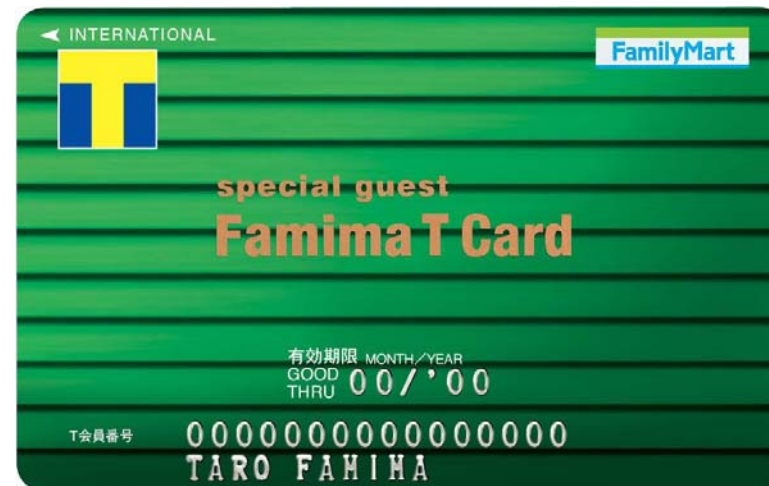 INTERNATIONAL
FamilyMart
T
special guest
Famima T Card
有効期限 MONTH/YEAR
GOOD THRU 00/'00
T会員番号 0000000000000000
TARO FAMIMA